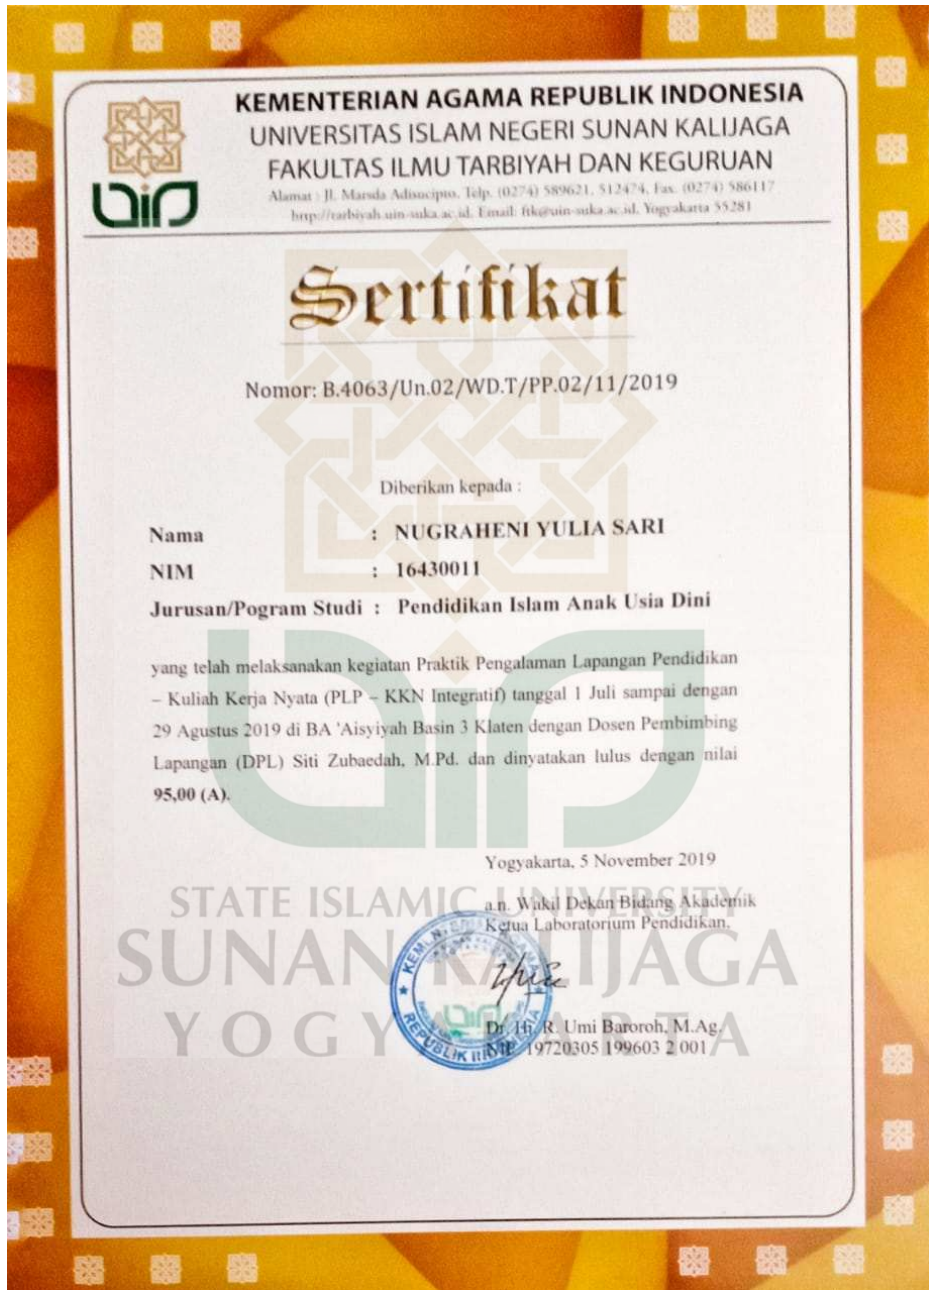 KEMENTERIAN AGAMA REPUBLIK INDONESIA
UNIVERSITAS ISLAM NEGERI SUNAN KALIJAGA
FAKULTAS ILMU TARBIYAH DAN KEGURUAN
Alamat : Jl. Marsda Adisucipto, Telp. (0274) 589621, 512474, Fax. (0274) 586117
http://tarbiyah.uin-suka.ac.id. Email: ftk@uin-suka.ac.id. Yogyakarta 55281
Sertifikat
Nomor: B.4063/Un.02/WD.T/PP.02/11/2019
Diberikan kepada :
Nama : NUGRAHENI YULIA SARI
NIM : 16430011
Jurusan/Pogram Studi : Pendidikan Islam Anak Usia Dini
yang telah melaksanakan kegiatan Praktik Pengalaman Lapangan Pendidikan
– Kuliah Kerja Nyata (PLP – KKN Integratif) tanggal 1 Juli sampai dengan
29 Agustus 2019 di BA 'Aisyiyah Basin 3 Klaten dengan Dosen Pembimbing
Lapangan (DPL) Siti Zubaedah, M.Pd. dan dinyatakan lulus dengan nilai
95,00 (A).
Yogyakarta, 5 November 2019
a.n. Wakil Dekan Bidang Akademik
Ketua Laboratorium Pendidikan,
Dr. Hj. R. Umi Baroroh, M.Ag.
NIP. 19720305 199603 2 001
STATE ISLAMIC UNIVERSITY
SUNAN KALIJAGA
YOGYAKARTA